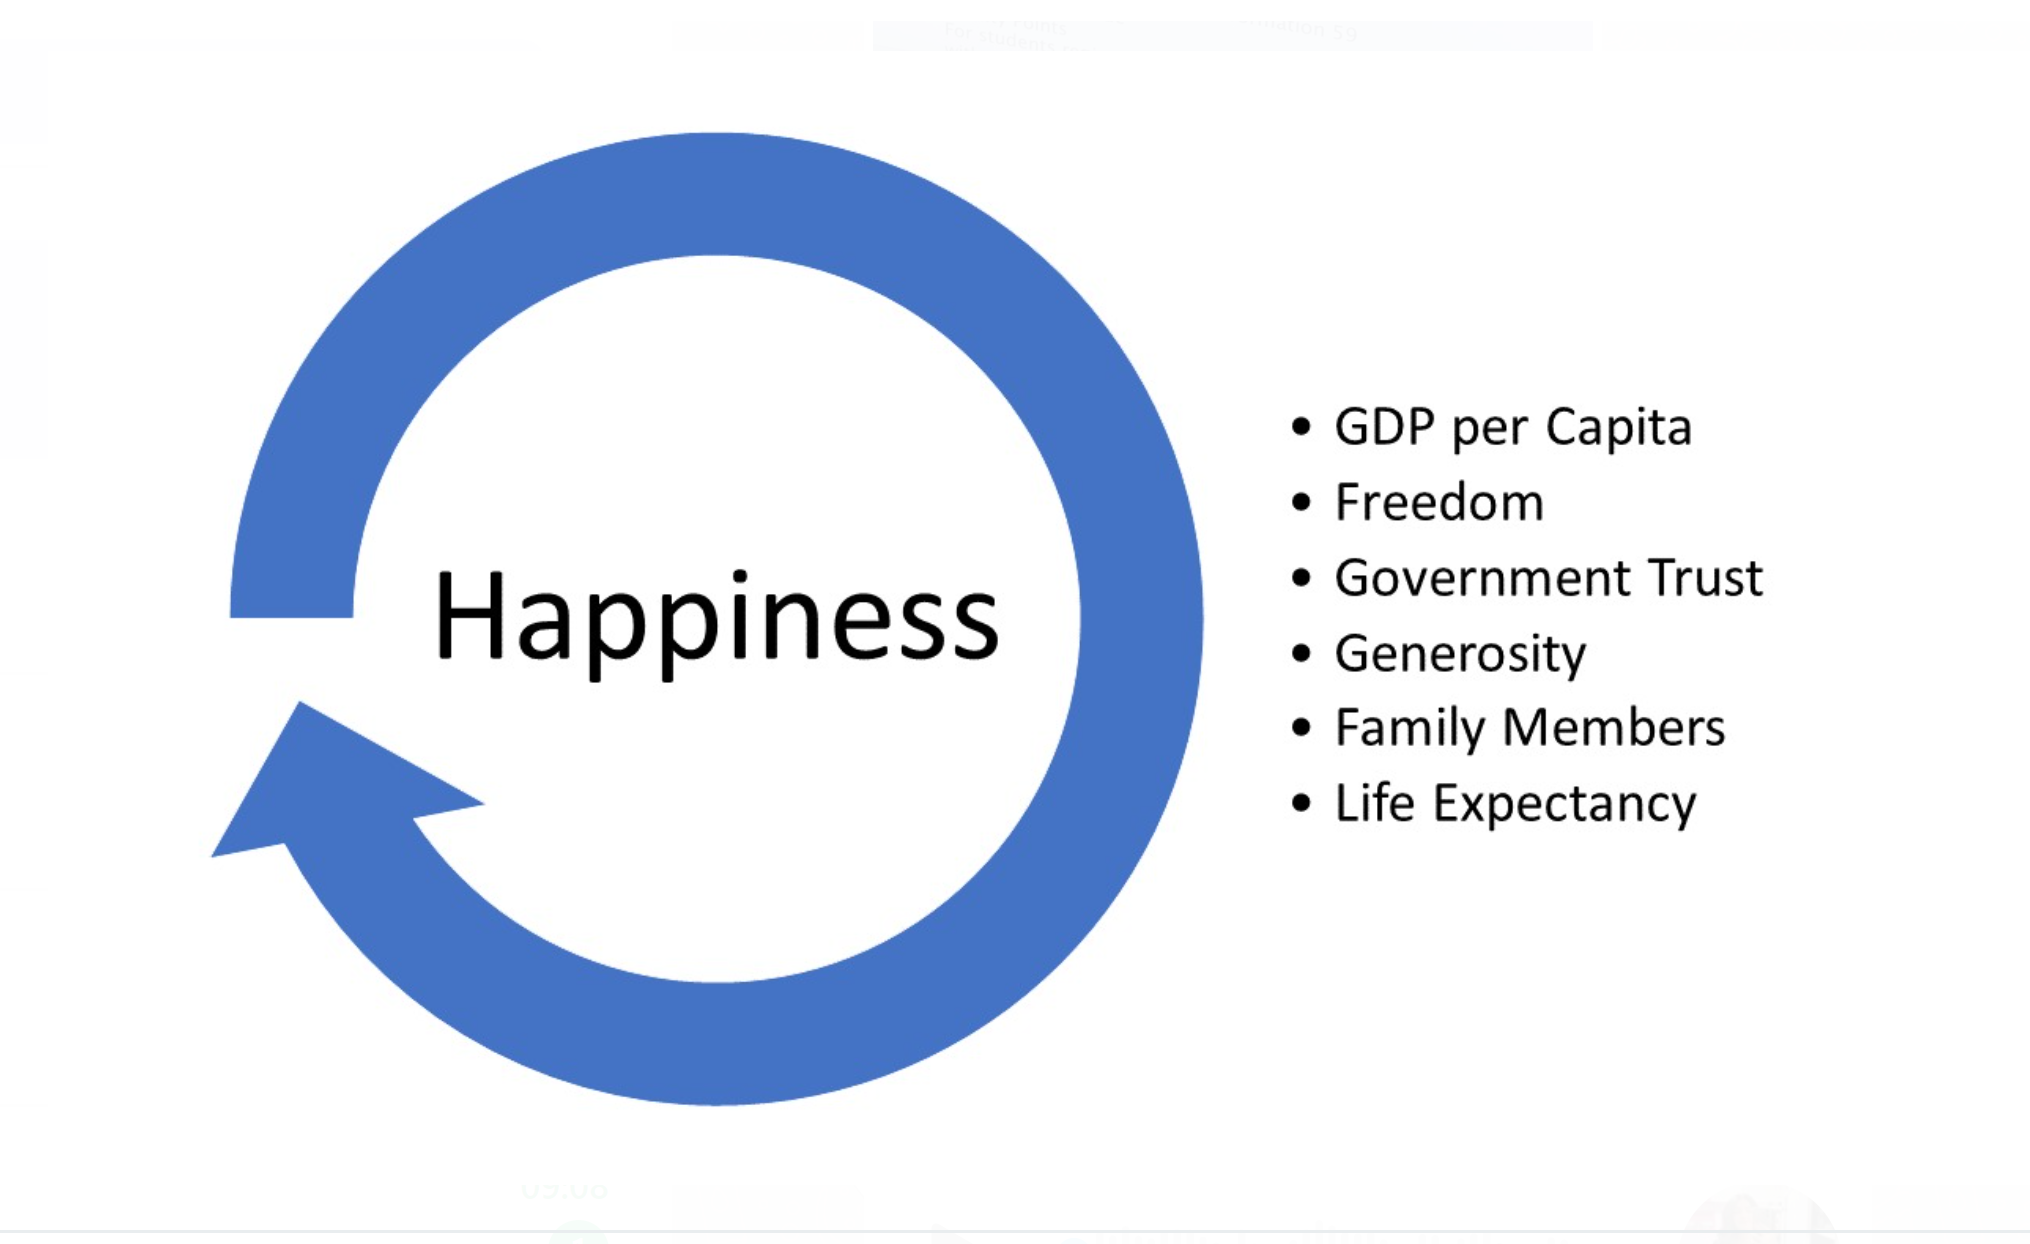 Happiness
• GDP per Capita
• Freedom
• Government Trust
• Generosity
• Family Members
• Life Expectancy